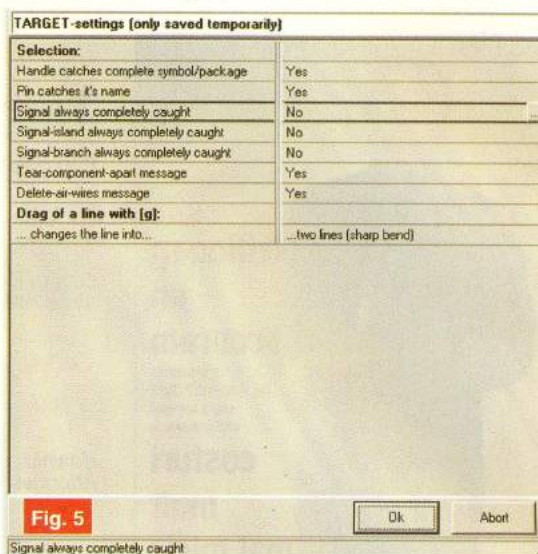 TARGET-settings (only saved temporarily)
Selection:
Handle catches complete symbol/package Yes
Pin catches it's name Yes
Signal always completely caught No ...
Signal-island always completely caught No
Signal-branch always completely caught No
Tear-component-apart message Yes
Delete-air-wires message Yes
Drag of a line with [g]:
... changes the line into... ...two lines (sharp bend)
Fig. 5
Ok Abort
Signal always completely caught